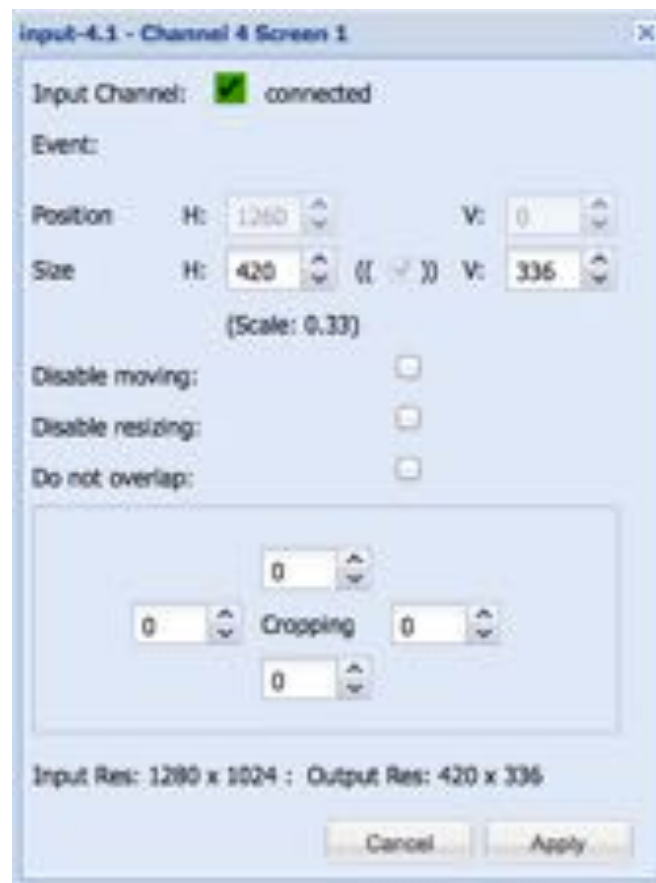 input-4.1 - Channel 4 Screen 1
Input Channel: connected
Event:
Position H: 1260 V: 0
Size H: 420 (( )) V: 336
(Scale: 0.33)
Disable moving:
Disable resizing:
Do not overlap:
0
0 Cropping 0
0
Input Res: 1280 x 1024 : Output Res: 420 x 336
Cancel Apply